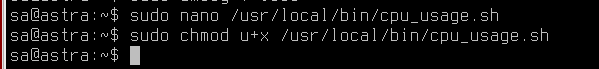 sa@astra:~$ sudo nano /usr/local/bin/cpu_usage.sh
sa@astra:~$ sudo chmod u+x /usr/local/bin/cpu_usage.sh
sa@astra:~$